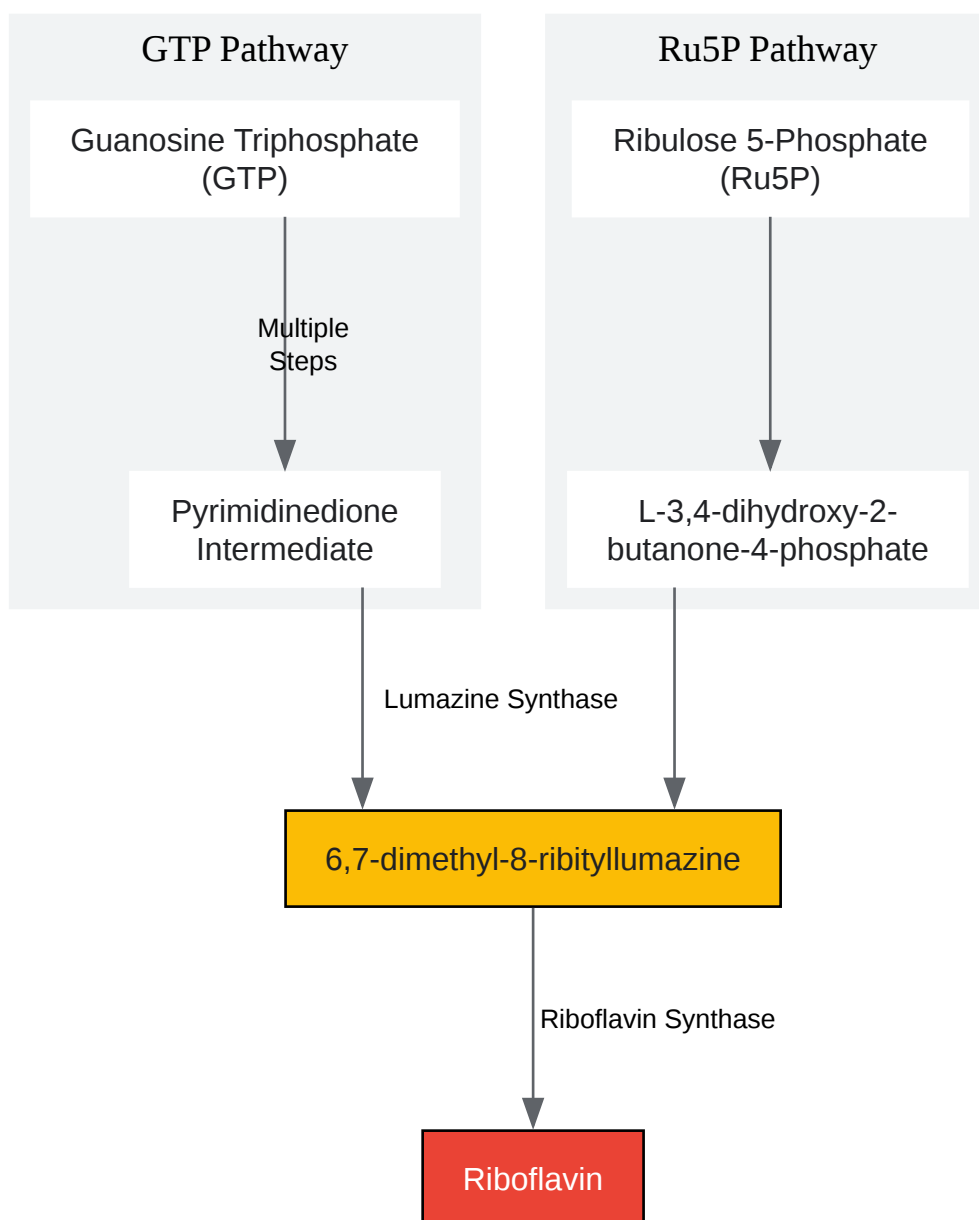 GTP Pathway
Guanosine Triphosphate
(GTP)
Multiple
Steps
Pyrimidinedione
Intermediate
Ru5P Pathway
Ribulose 5-Phosphate
(Ru5P)
L-3,4-dihydroxy-2-
butanone-4-phosphate
Lumazine Synthase
6,7-dimethyl-8-ribityllumazine
Riboflavin Synthase
Riboflavin